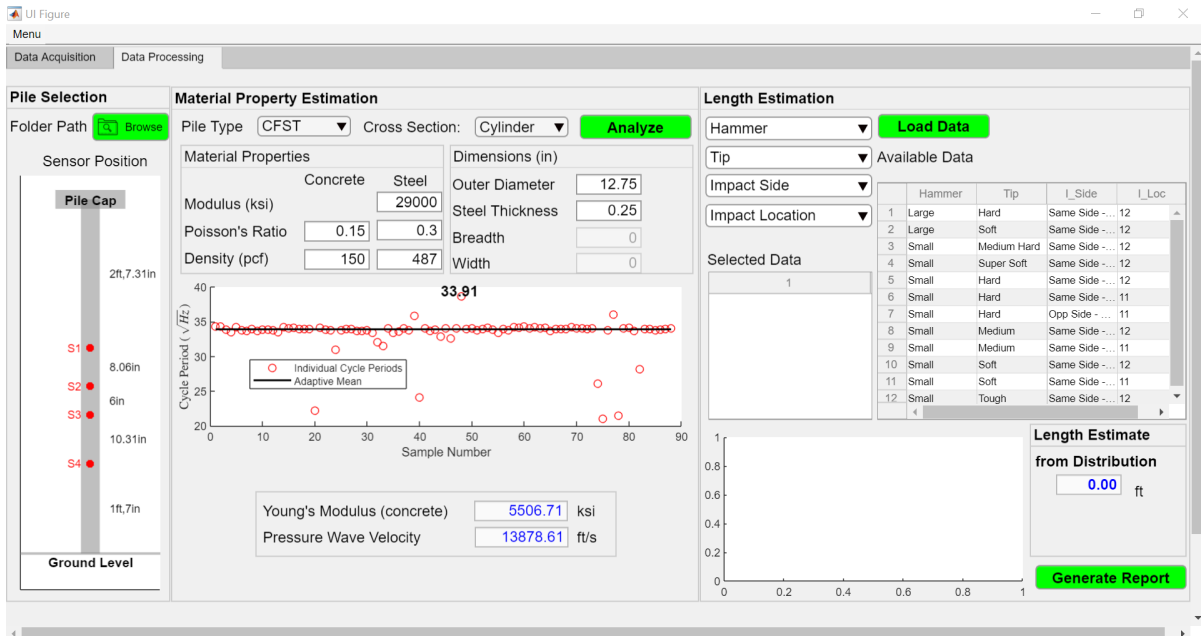 UI Figure
Menu
Data Acquisition
Data Processing
Pile Selection
Folder Path
Browse
Sensor Position
Pile Cap
2ft,7.31in
S1
8.06in
S2
6in
S3
10.31in
S4
1ft,7in
Ground Level
Material Property Estimation
Pile Type CFST Cross Section: Cylinder Analyze
Material Properties
Concrete Steel
Modulus (ksi) 29000
Poisson's Ratio 0.15 0.3
Density (pcf) 150 487
Dimensions (in)
Outer Diameter 12.75
Steel Thickness 0.25
Breadth 0
Width 0
33.91
40
35
30
25
20
Cycle Period ( √Hz )
Individual Cycle Periods
Adaptive Mean
0 10 20 30 40 50 60 70 80 90
Sample Number
Young's Modulus (concrete) 5506.71 ksi
Pressure Wave Velocity 13878.61 ft/s
Length Estimation
Hammer
Tip
Impact Side
Impact Location
Load Data
Available Data
Hammer Tip I_Side I_Loc
1 Large Hard Same Side -... 12
2 Large Soft Same Side -... 12
3 Small Medium Hard Same Side -... 12
4 Small Super Soft Same Side -... 12
5 Small Hard Same Side -... 12
6 Small Hard Same Side -... 11
7 Small Hard Opp Side - ... 11
8 Small Medium Same Side -... 12
9 Small Medium Same Side -... 11
10 Small Soft Same Side -... 12
11 Small Soft Same Side -... 11
12 Small Tough Same Side -... 12
Selected Data
1
1
0.8
0.6
0.4
0.2
0
0 0.2 0.4 0.6 0.8 1
Length Estimate
from Distribution
0.00 ft
Generate Report